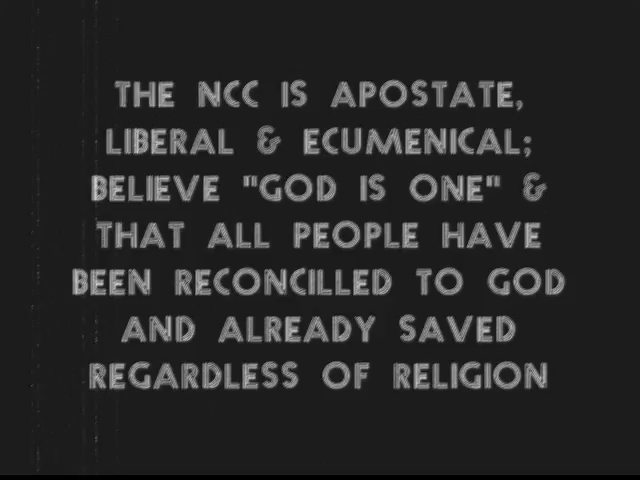 THE NCC IS APOSTATE,
LIBERAL & ECUMENICAL;
BELIEVE "GOD IS ONE" &
THAT ALL PEOPLE HAVE
BEEN RECONCILLED TO GOD
AND ALREADY SAVED
REGARDLESS OF RELIGION